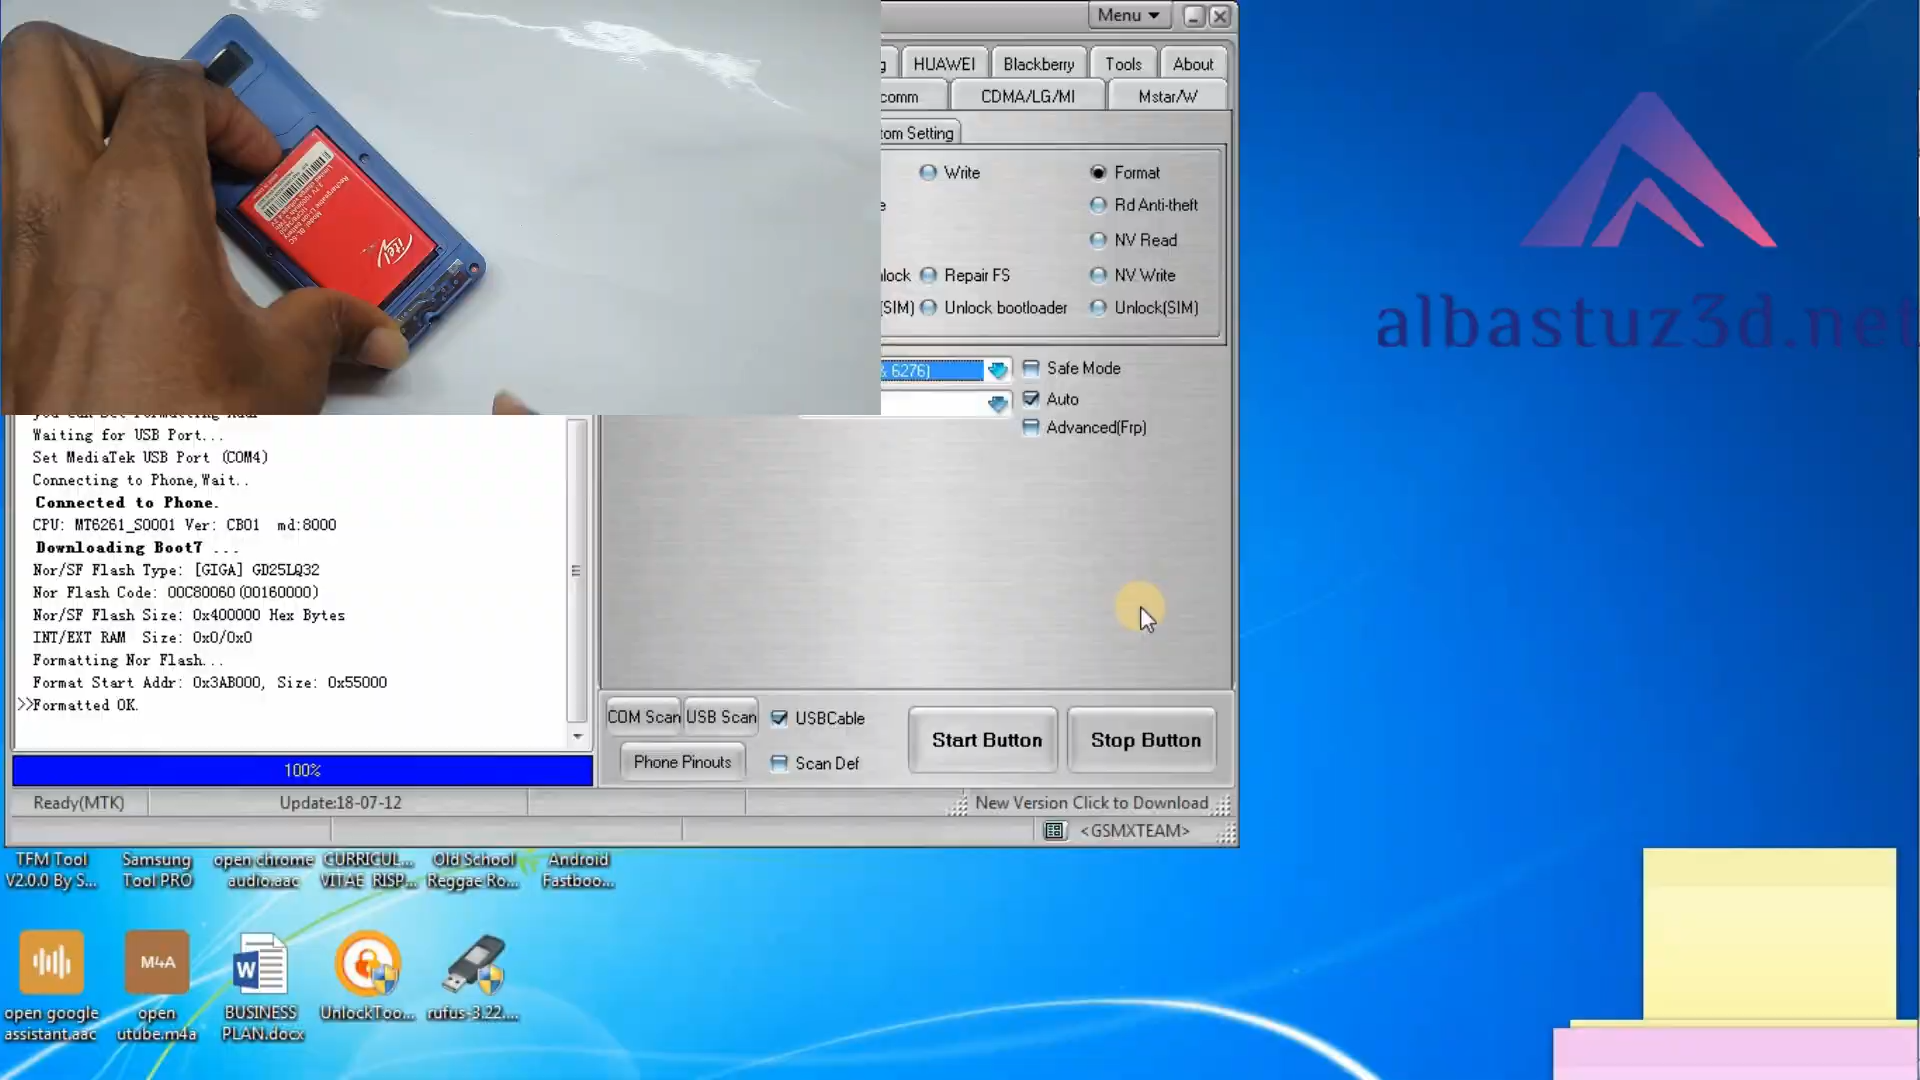 Menu
HUAWEI
Blackberry
Tools
About
comm
CDMA/LG/MI
Mstar/W
tom Setting
Write
Format
Rd Anti-theft
NV Read
lock
Repair FS
NV Write
(SIM)
Unlock bootloader
Unlock(SIM)
& 6276)
Safe Mode
Auto
Advanced(Frp)
itel
albastuz3d.net
Waiting for USB Port...
Set MediaTek USB Port (COM4)
Connecting to Phone,Wait..
Connected to Phone.
CPU: MT6261_S0001 Ver: CB01 md:8000
Downloading Boot7 ...
Nor/SF Flash Type: [GIGA] GD25LQ32
Nor Flash Code: 00C80060(00160000)
Nor/SF Flash Size: 0x400000 Hex Bytes
INT/EXT RAM Size: 0x0/0x0
Formatting Nor Flash...
Format Start Addr: 0x3AB000, Size: 0x55000
>>Formatted OK.
100%
COM Scan
USB Scan
USBCable
Phone Pinouts
Scan Def
Start Button
Stop Button
Ready(MTK)
Update:18-07-12
New Version Click to Download
<GSMXTEAM>
TFM Tool
V2.0.0 By S...
Samsung
Tool PRO
open chrome
audio.aac
CURRICUL...
VITAE RISP...
Old School
Reggae Ro...
Android
Fastboo...
M4A
open google
assistant.aac
open
utube.m4a
BUSINESS
PLAN.docx
UnlockToo...
rufus-3.22....